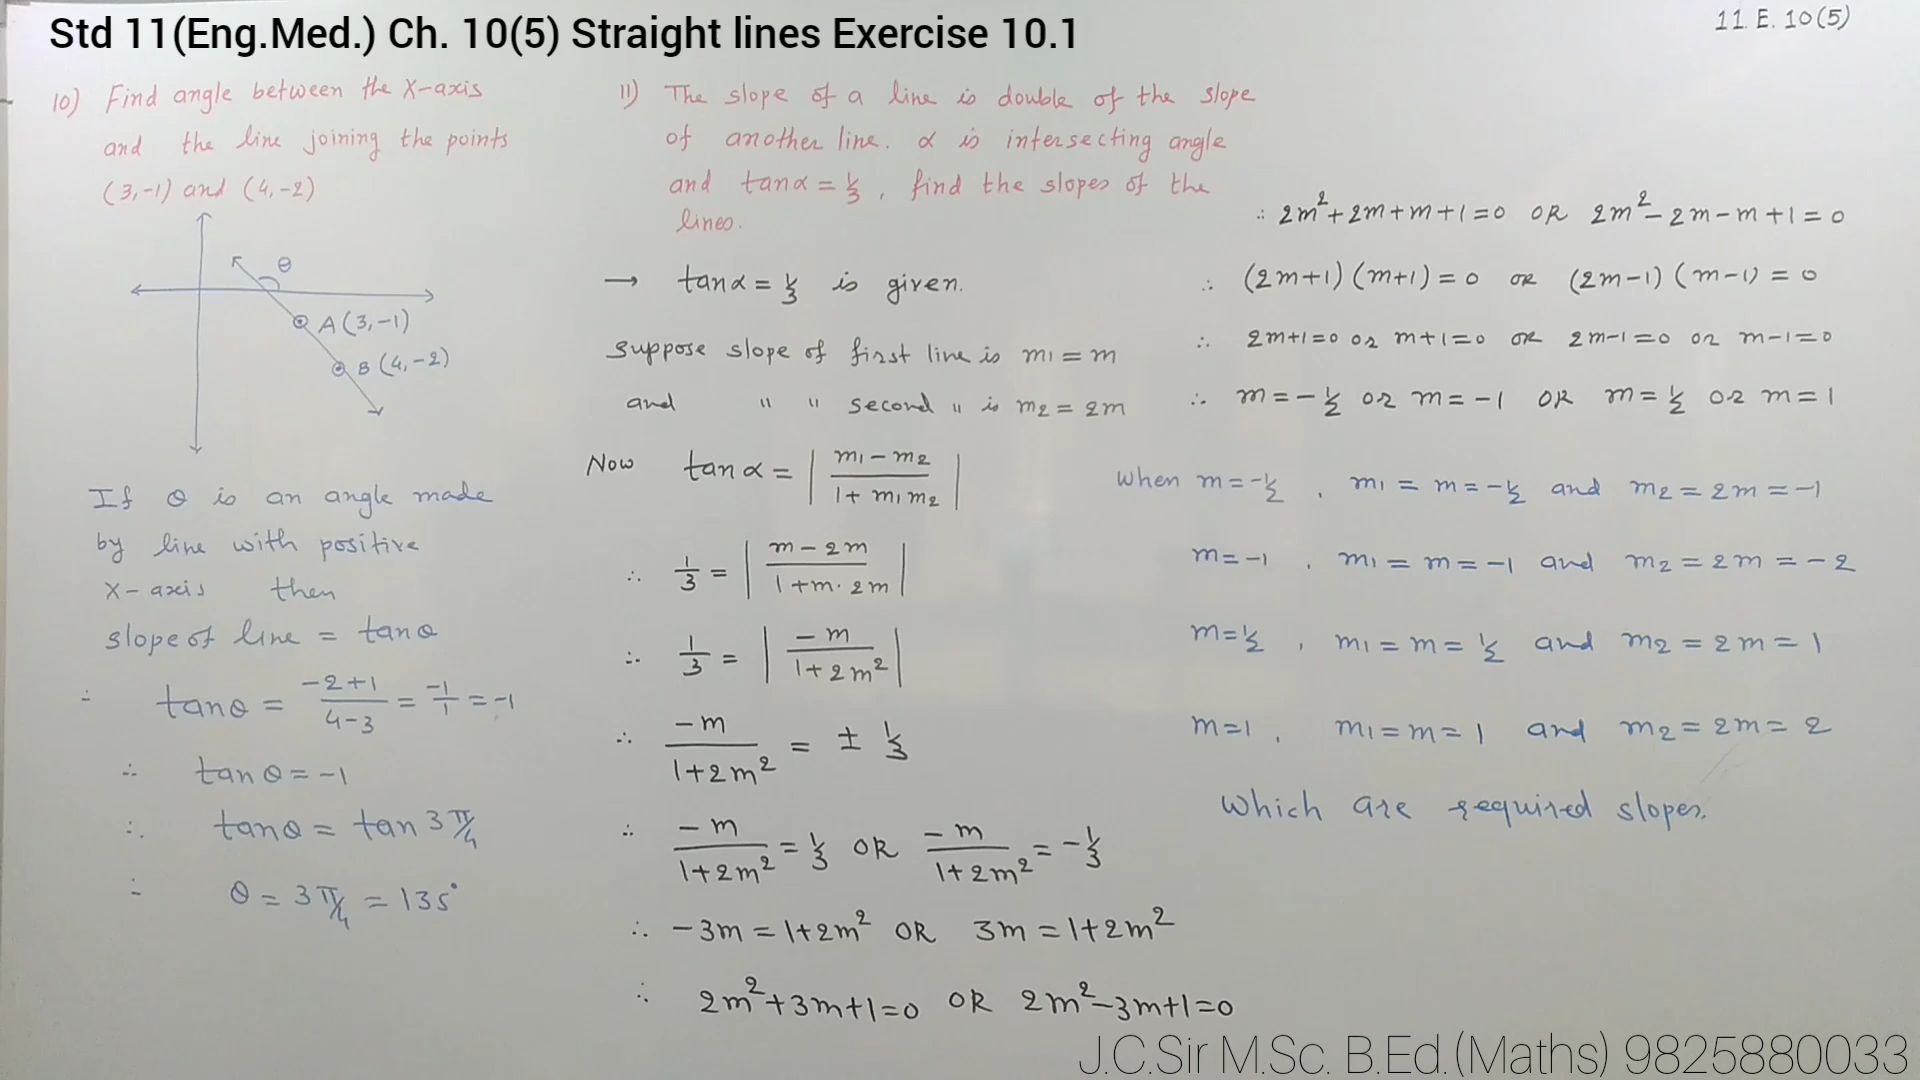 Std 11(Eng.Med.) Ch. 10(5) Straight lines Exercise 10.1
11. E. 10(5)
10) Find angle between the X-axis
and the line joining the points
(3,-1) and (4,-2)
θ
A(3,-1)
B(4,-2)
If θ is an angle made
by line with positive
X-axis then
slope of line = tanθ
∴ tanθ = (-2+1)/(4-3) = -1/1 = -1
∴ tanθ = -1
∴ tanθ = tan 3π/4
∴ θ = 3π/4 = 135°
11) The slope of a line is double of the slope
of another line. α is intersecting angle
and tanα = 1/3, find the slopes of the
lines.
→ tanα = 1/3 is given.
Suppose slope of first line is m1 = m
and " " second " is m2 = 2m
Now tanα = |(m1 - m2)/(1 + m1m2)|
∴ 1/3 = |(m - 2m)/(1 + m·2m)|
∴ 1/3 = |-m/(1+2m²)|
∴ -m/(1+2m²) = ± 1/3
∴ -m/(1+2m²) = 1/3 OR -m/(1+2m²) = -1/3
∴ -3m = 1+2m² OR 3m = 1+2m²
∴ 2m²+3m+1=0 OR 2m²-3m+1=0
∴ 2m²+2m+m+1=0 OR 2m²-2m-m+1=0
∴ (2m+1)(m+1)=0 OR (2m-1)(m-1)=0
∴ 2m+1=0 or m+1=0 OR 2m-1=0 or m-1=0
∴ m=-1/2 or m=-1 OR m=1/2 or m=1
When m=-1/2, m1=m=-1/2 and m2=2m=-1
m=-1, m1=m=-1 and m2=2m=-2
m=1/2, m1=m=1/2 and m2=2m=1
m=1, m1=m=1 and m2=2m=2
Which are required slopes.
J.C.Sir M.Sc. B.Ed.(Maths) 9825880033